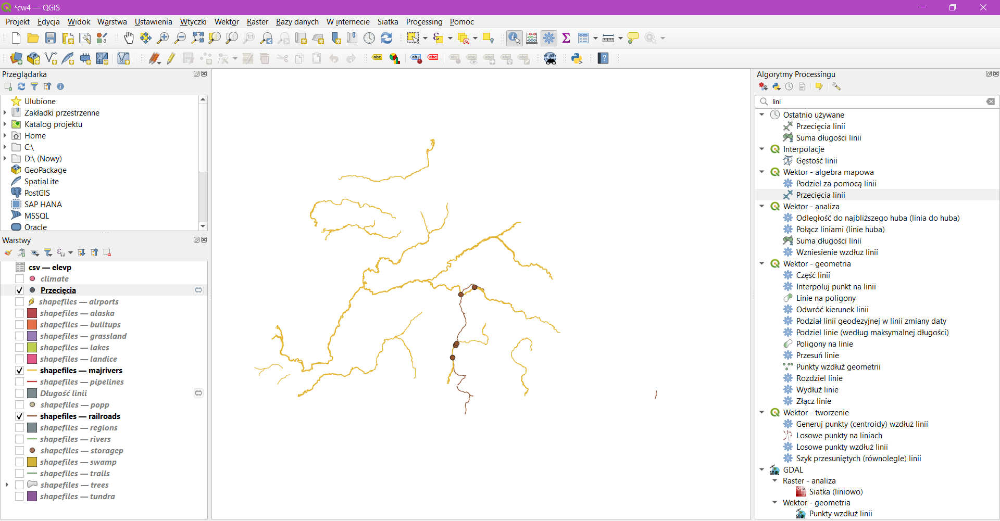 *cw4 — QGIS
Projekt Edycja Widok Warstwa Ustawienia Wtyczki Wektor Raster Bazy danych W internecie Siatka Processing Pomoc
Przeglądarka
Ulubione
Zakładki przestrzenne
Katalog projektu
Home
C:\
D:\ (Nowy)
GeoPackage
SpatiaLite
PostGIS
SAP HANA
MSSQL
Oracle
Warstwy
csv — elevp
climate
Przecięcia
shapefiles — airports
shapefiles — alaska
shapefiles — builtups
shapefiles — grassland
shapefiles — lakes
shapefiles — landice
shapefiles — majrivers
shapefiles — pipelines
Długość linii
shapefiles — popp
shapefiles — railroads
shapefiles — regions
shapefiles — rivers
shapefiles — storagep
shapefiles — swamp
shapefiles — trails
shapefiles — trees
shapefiles — tundra
Algorytmy Processingu
lini
Ostatnio używane
Przecięcia linii
Suma długości linii
Interpolacje
Gęstość linii
Wektor - algebra mapowa
Podziel za pomocą linii
Przecięcia linii
Wektor - analiza
Odległość do najbliższego huba (linia do huba)
Połącz liniami (linie huba)
Suma długości linii
Wzniesienie wzdłuż linii
Wektor - geometria
Część linii
Interpoluj punkt na linii
Linie na poligony
Odwróć kierunek linii
Podział linii geodezyjnej w linii zmiany daty
Podziel linie (według maksymalnej długości)
Poligony na linie
Przesuń linie
Punkty wzdłuż geometrii
Rozdziel linie
Wydłuż linie
Złącz linie
Wektor - tworzenie
Generuj punkty (centroidy) wzdłuż linii
Losowe punkty na liniach
Losowe punkty wzdłuż linii
Szyk przesuniętych (równolegle) linii
GDAL
Raster - analiza
Siatka (liniowo)
Wektor - geometria
Punkty wzdłuż linii